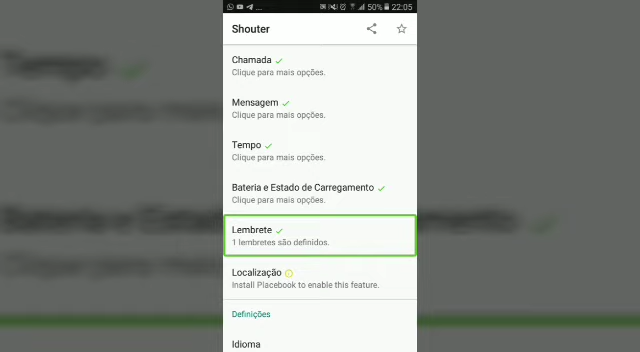 50% 22:05
Shouter
Chamada
Clique para mais opções.
Mensagem
Clique para mais opções.
Tempo
Clique para mais opções.
Bateria e Estado de Carregamento
Clique para mais opções.
Lembrete
1 lembretes são definidos.
Localização
Install Placebook to enable this feature.
Definições
Idioma